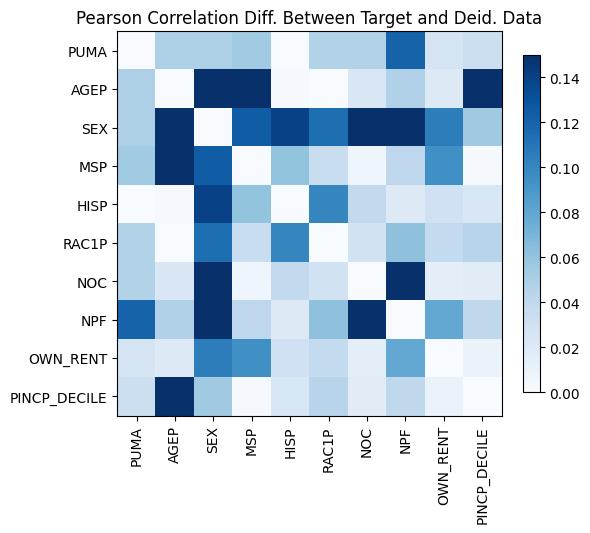 Pearson Correlation Diff. Between Target and Deid. Data
PUMA
AGEP
SEX
MSP
HISP
RAC1P
NOC
NPF
OWN_RENT
PINCP_DECILE
PUMA
AGEP
SEX
MSP
HISP
RAC1P
NOC
NPF
OWN_RENT
PINCP_DECILE
0.14
0.12
0.10
0.08
0.06
0.04
0.02
0.00